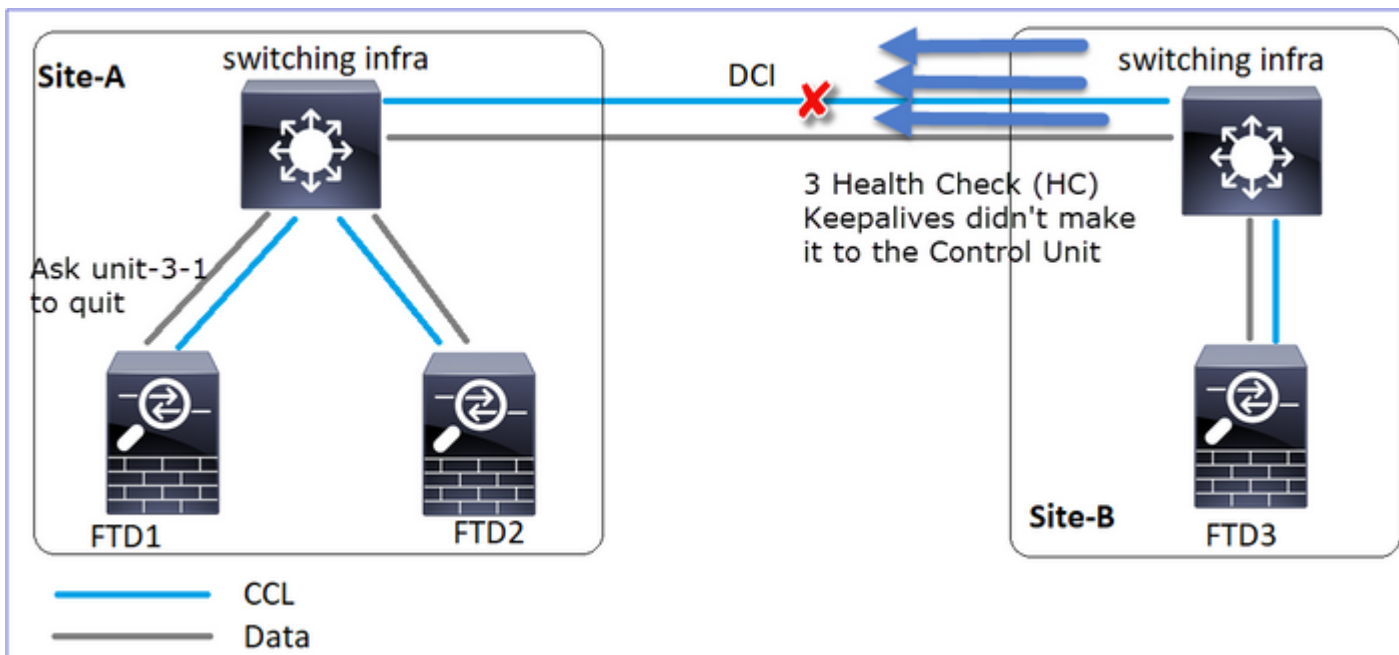 Site-A
switching infra
DCI
switching infra
3 Health Check (HC)
Keepalives didn't make
it to the Control Unit
Ask unit-3-1
to quit
FTD1
FTD2
Site-B
FTD3
CCL
Data